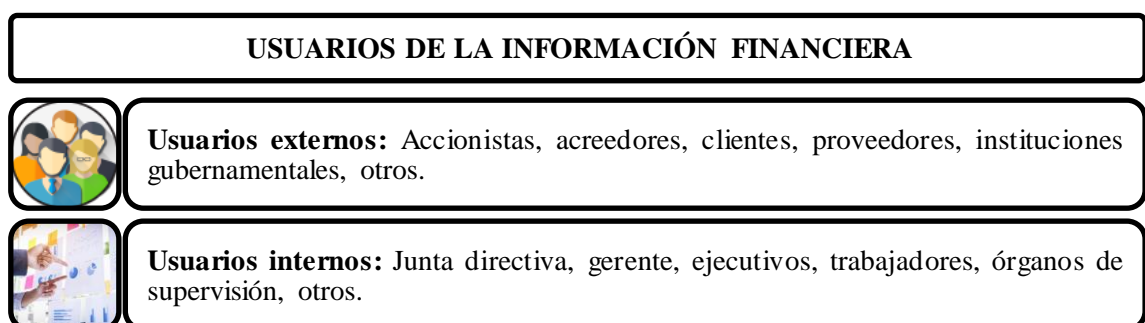 USUARIOS DE LA INFORMACIÓN FINANCIERA
Usuarios externos: Accionistas, acreedores, clientes, proveedores, instituciones
gubernamentales, otros.
Usuarios internos: Junta directiva, gerente, ejecutivos, trabajadores, órganos de
supervisión, otros.